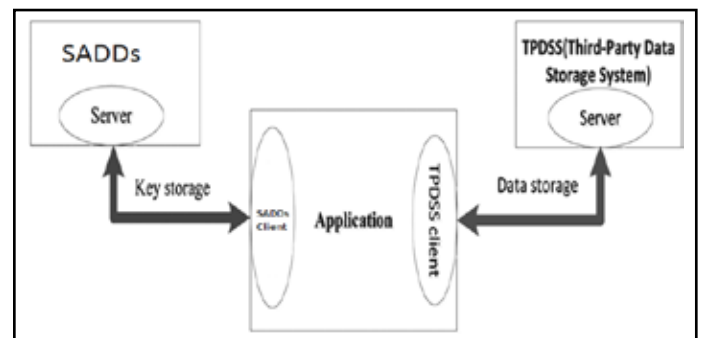 SADDs
Server
Key storage
TPDSS(Third-Party Data
Storage System)
Server
Data storage
SADDs
Client
Application
TPDSS client